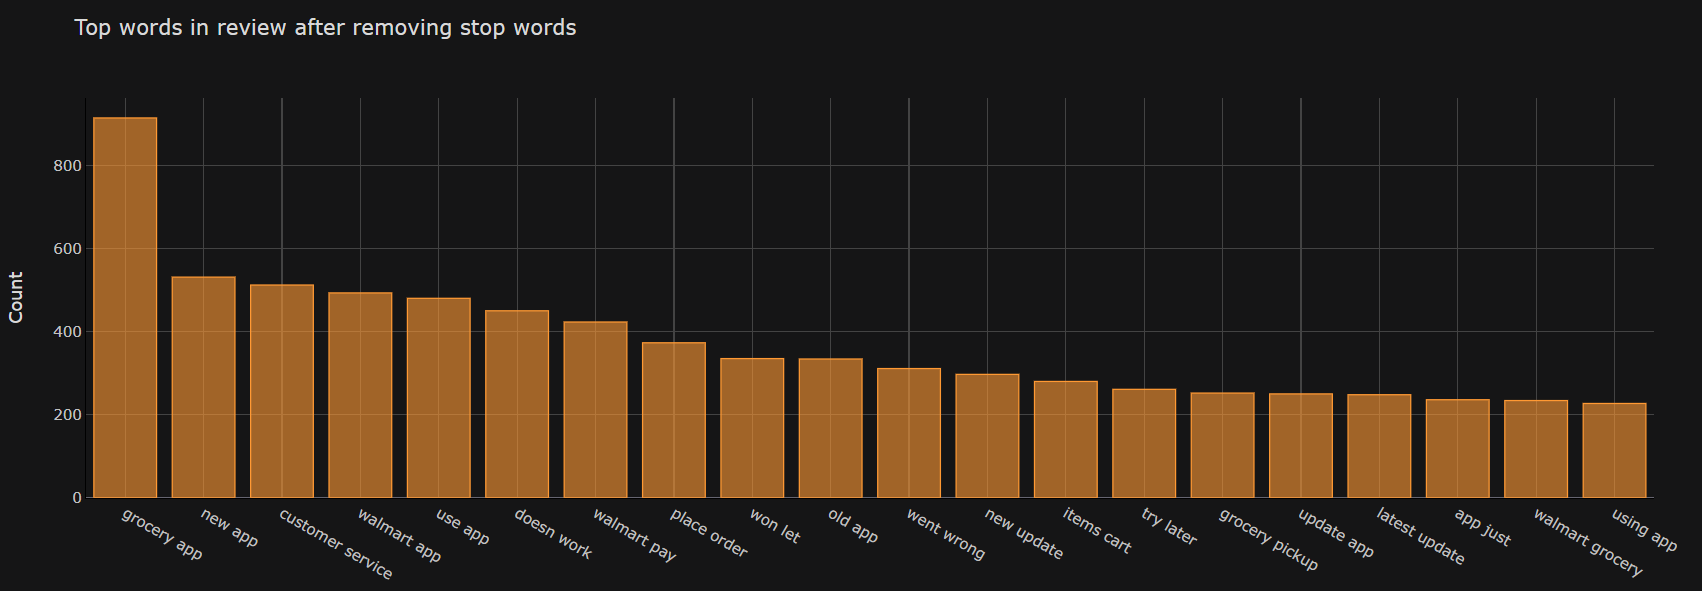 Top words in review after removing stop words
Count
800
600
400
200
0
grocery app
new app
customer service
walmart app
use app
doesn work
walmart pay
place order
won let
old app
went wrong
new update
items cart
try later
grocery pickup
update app
latest update
app just
walmart grocery
using app